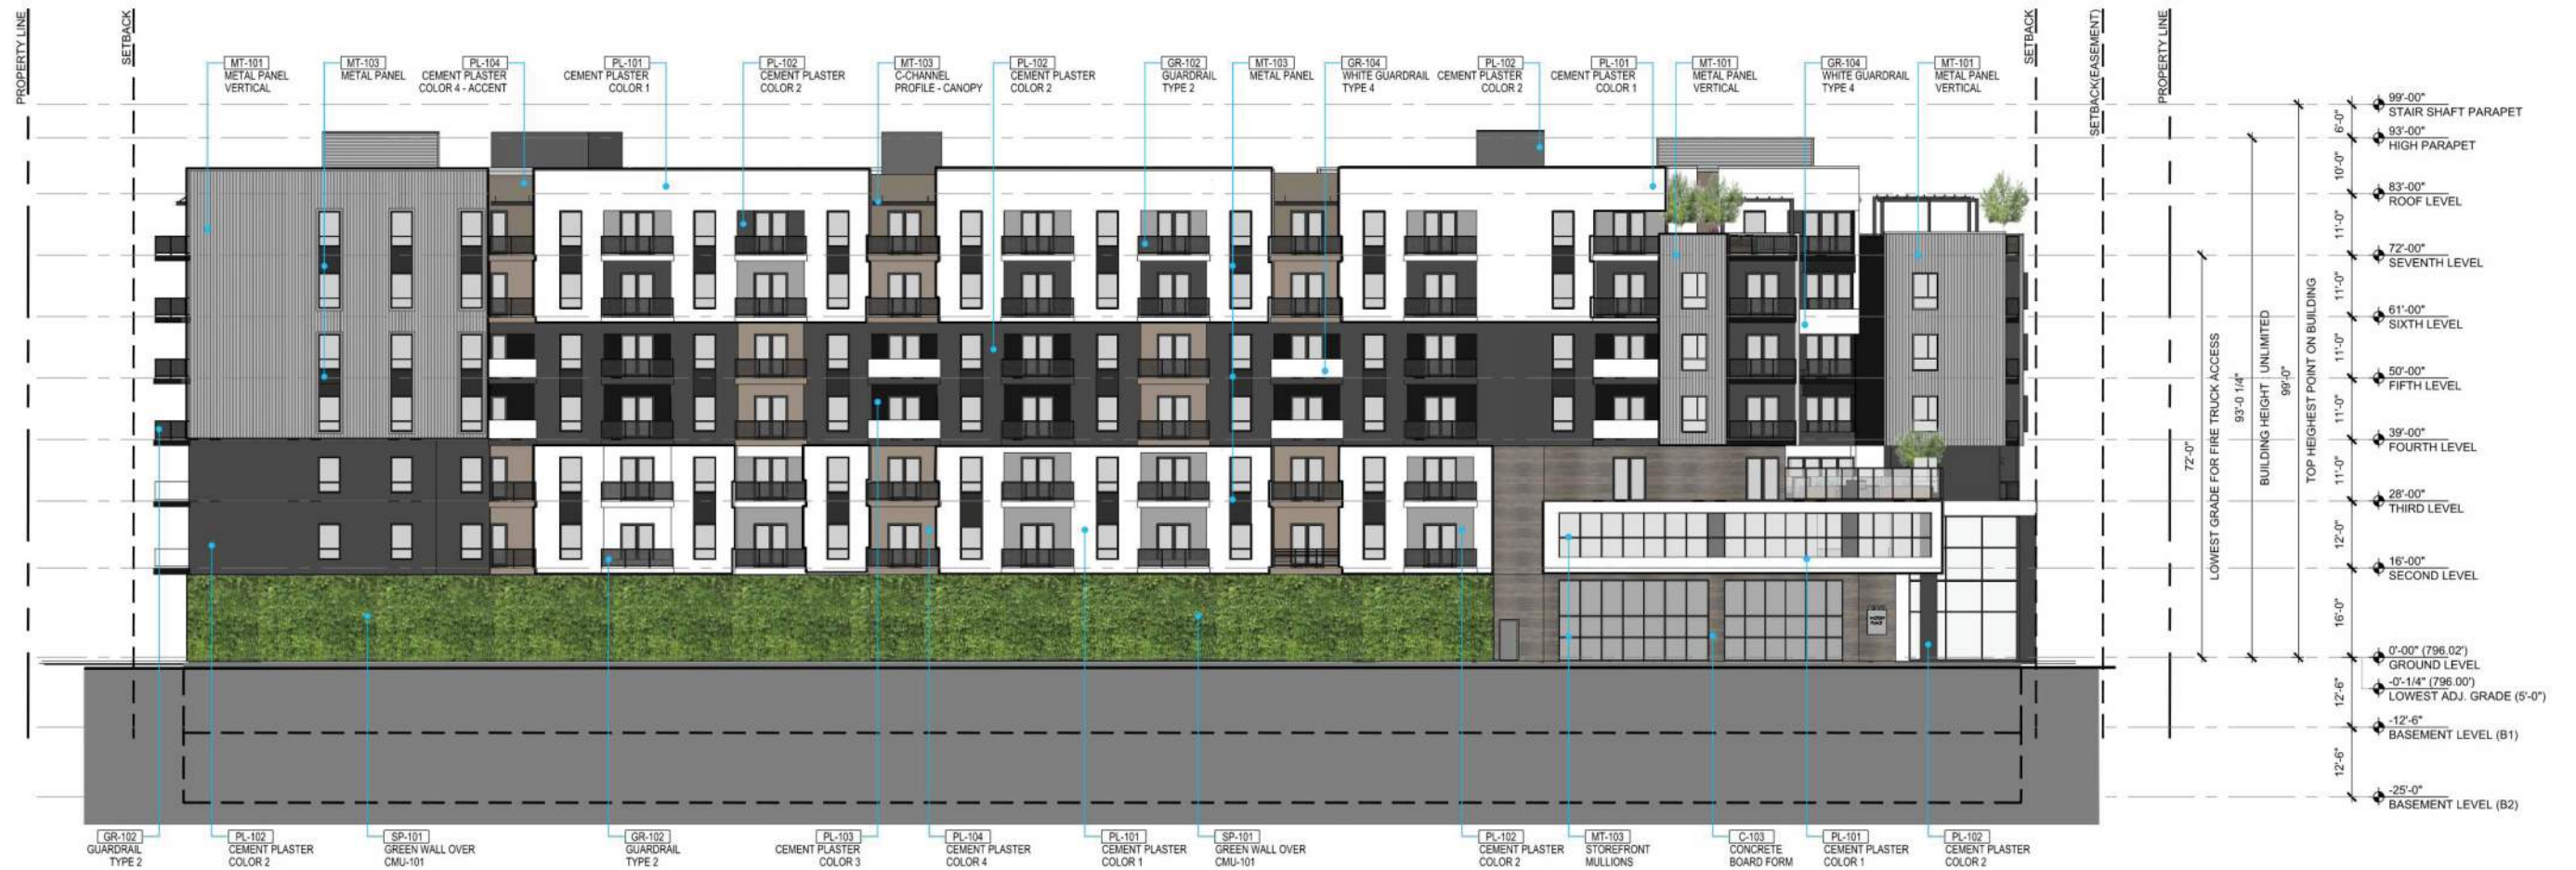 PROPERTY LINE
SETBACK
MT-101
METAL PANEL
VERTICAL
MT-103
METAL PANEL
PL-104
CEMENT PLASTER
COLOR 4 - ACCENT
PL-101
CEMENT PLASTER
COLOR 1
PL-102
CEMENT PLASTER
COLOR 2
MT-103
C-CHANNEL
PROFILE - CANOPY
PL-102
CEMENT PLASTER
COLOR 2
GR-102
GUARDRAIL
TYPE 2
MT-103
METAL PANEL
GR-104
WHITE GUARDRAIL
TYPE 4
PL-102
CEMENT PLASTER
COLOR 2
PL-101
CEMENT PLASTER
COLOR 1
MT-101
METAL PANEL
VERTICAL
GR-104
WHITE GUARDRAIL
TYPE 4
MT-101
METAL PANEL
VERTICAL
SETBACK
SETBACK(EASEMENT)
PROPERTY LINE
99'-00"
STAIR SHAFT PARAPET
6'-0"
93'-00"
HIGH PARAPET
10'-0"
83'-00"
ROOF LEVEL
11'-0"
72'-00"
SEVENTH LEVEL
11'-0"
61'-00"
SIXTH LEVEL
11'-0"
50'-00"
FIFTH LEVEL
11'-0"
39'-00"
FOURTH LEVEL
11'-0"
28'-00"
THIRD LEVEL
12'-0"
16'-00"
SECOND LEVEL
16'-0"
0'-00" (796.02')
GROUND LEVEL
-0'-1/4" (796.00')
LOWEST ADJ. GRADE (5'-0")
12'-6"
-12'-6"
BASEMENT LEVEL (B1)
12'-6"
-25'-0"
BASEMENT LEVEL (B2)
72'-0"
LOWEST GRADE FOR FIRE TRUCK ACCESS
93'-0 1/4"
BUILDING HEIGHT : UNLIMITED
99'-0"
TOP HEIGHEST POINT ON BUILDING
GR-102
GUARDRAIL
TYPE 2
PL-102
CEMENT PLASTER
COLOR 2
SP-101
GREEN WALL OVER
CMU-101
GR-102
GUARDRAIL
TYPE 2
PL-103
CEMENT PLASTER
COLOR 3
PL-104
CEMENT PLASTER
COLOR 4
PL-101
CEMENT PLASTER
COLOR 1
SP-101
GREEN WALL OVER
CMU-101
PL-102
CEMENT PLASTER
COLOR 2
MT-103
STOREFRONT
MULLIONS
C-103
CONCRETE
BOARD FORM
PL-101
CEMENT PLASTER
COLOR 1
PL-102
CEMENT PLASTER
COLOR 2